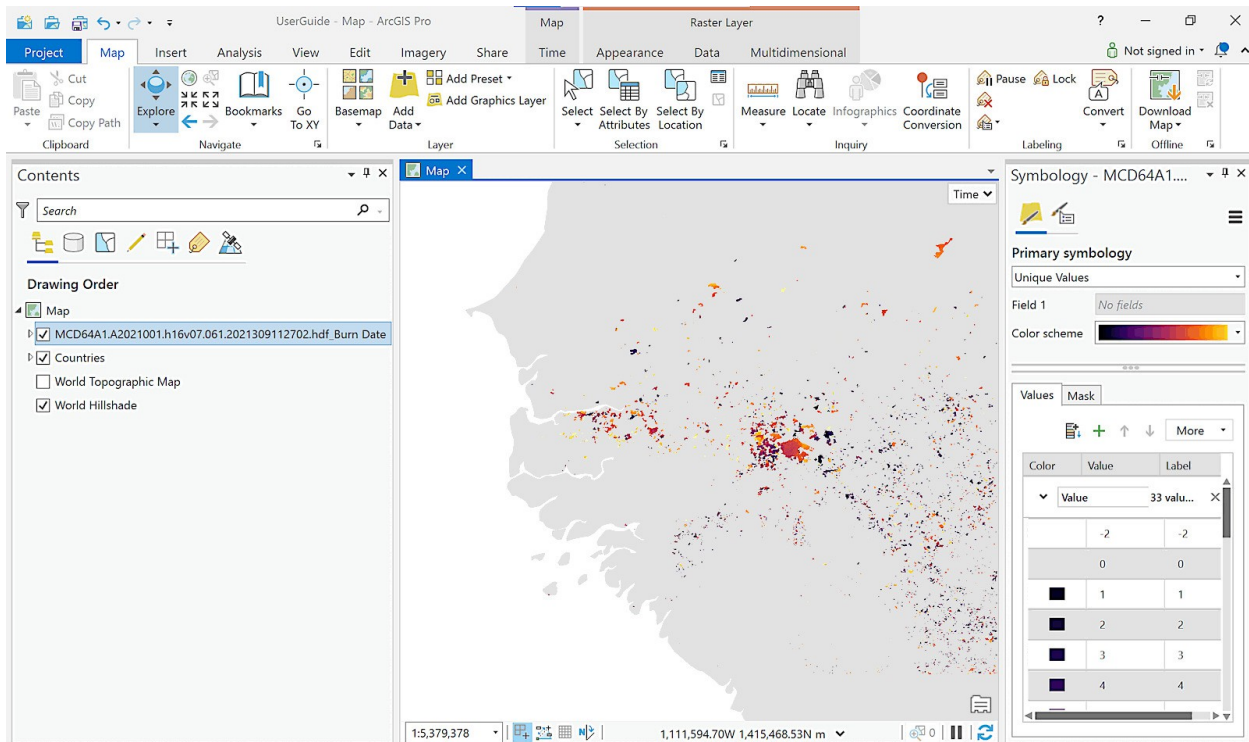 UserGuide - Map - ArcGIS Pro
Map
Raster Layer
?
Project
Map
Insert
Analysis
View
Edit
Imagery
Share
Time
Appearance
Data
Multidimensional
Not signed in
Paste
Cut
Copy
Copy Path
Clipboard
Explore
Bookmarks
Go
To XY
Navigate
Basemap
Add
Data
Add Preset
Add Graphics Layer
Layer
Select
Select By
Attributes
Select By
Location
Selection
Measure
Locate
Infographics
Coordinate
Conversion
Inquiry
Pause
Lock
A
Convert
Labeling
Download
Map
Offline
Contents
Search
Drawing Order
Map
MCD64A1.A2021001.h16v07.061.2021309112702.hdf_Burn Date
Countries
World Topographic Map
World Hillshade
Map
Time
1:5,379,378
1,111,594.70W 1,415,468.53N m
0
Symbology - MCD64A1....
Primary symbology
Unique Values
Field 1
No fields
Color scheme
Values
Mask
More
Color Value Label
Value 33 valu...
-2 -2
0 0
1 1
2 2
3 3
4 4